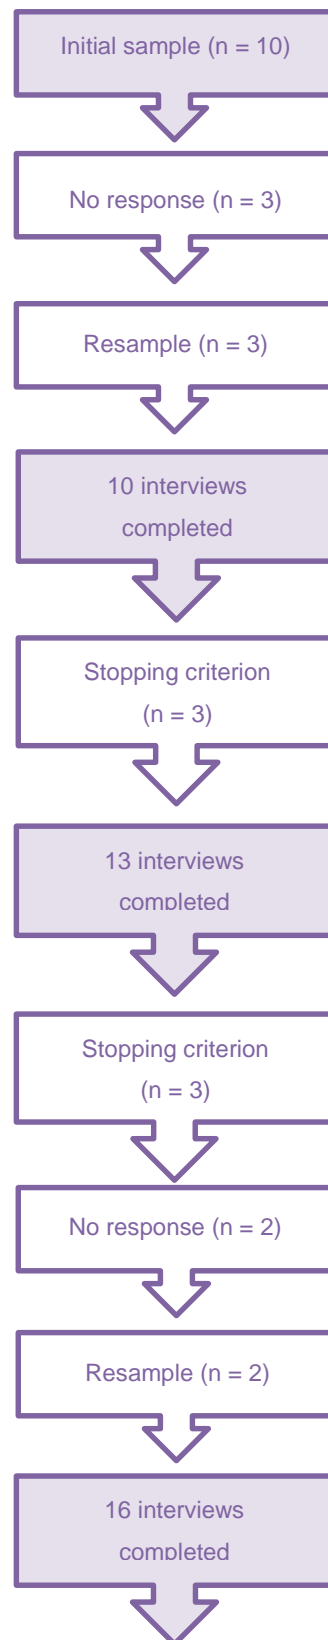 Initial sample (n = 10)
No response (n = 3)
Resample (n = 3)
10 interviews
completed
Stopping criterion
(n = 3)
13 interviews
completed
Stopping criterion
(n = 3)
No response (n = 2)
Resample (n = 2)
16 interviews
completed